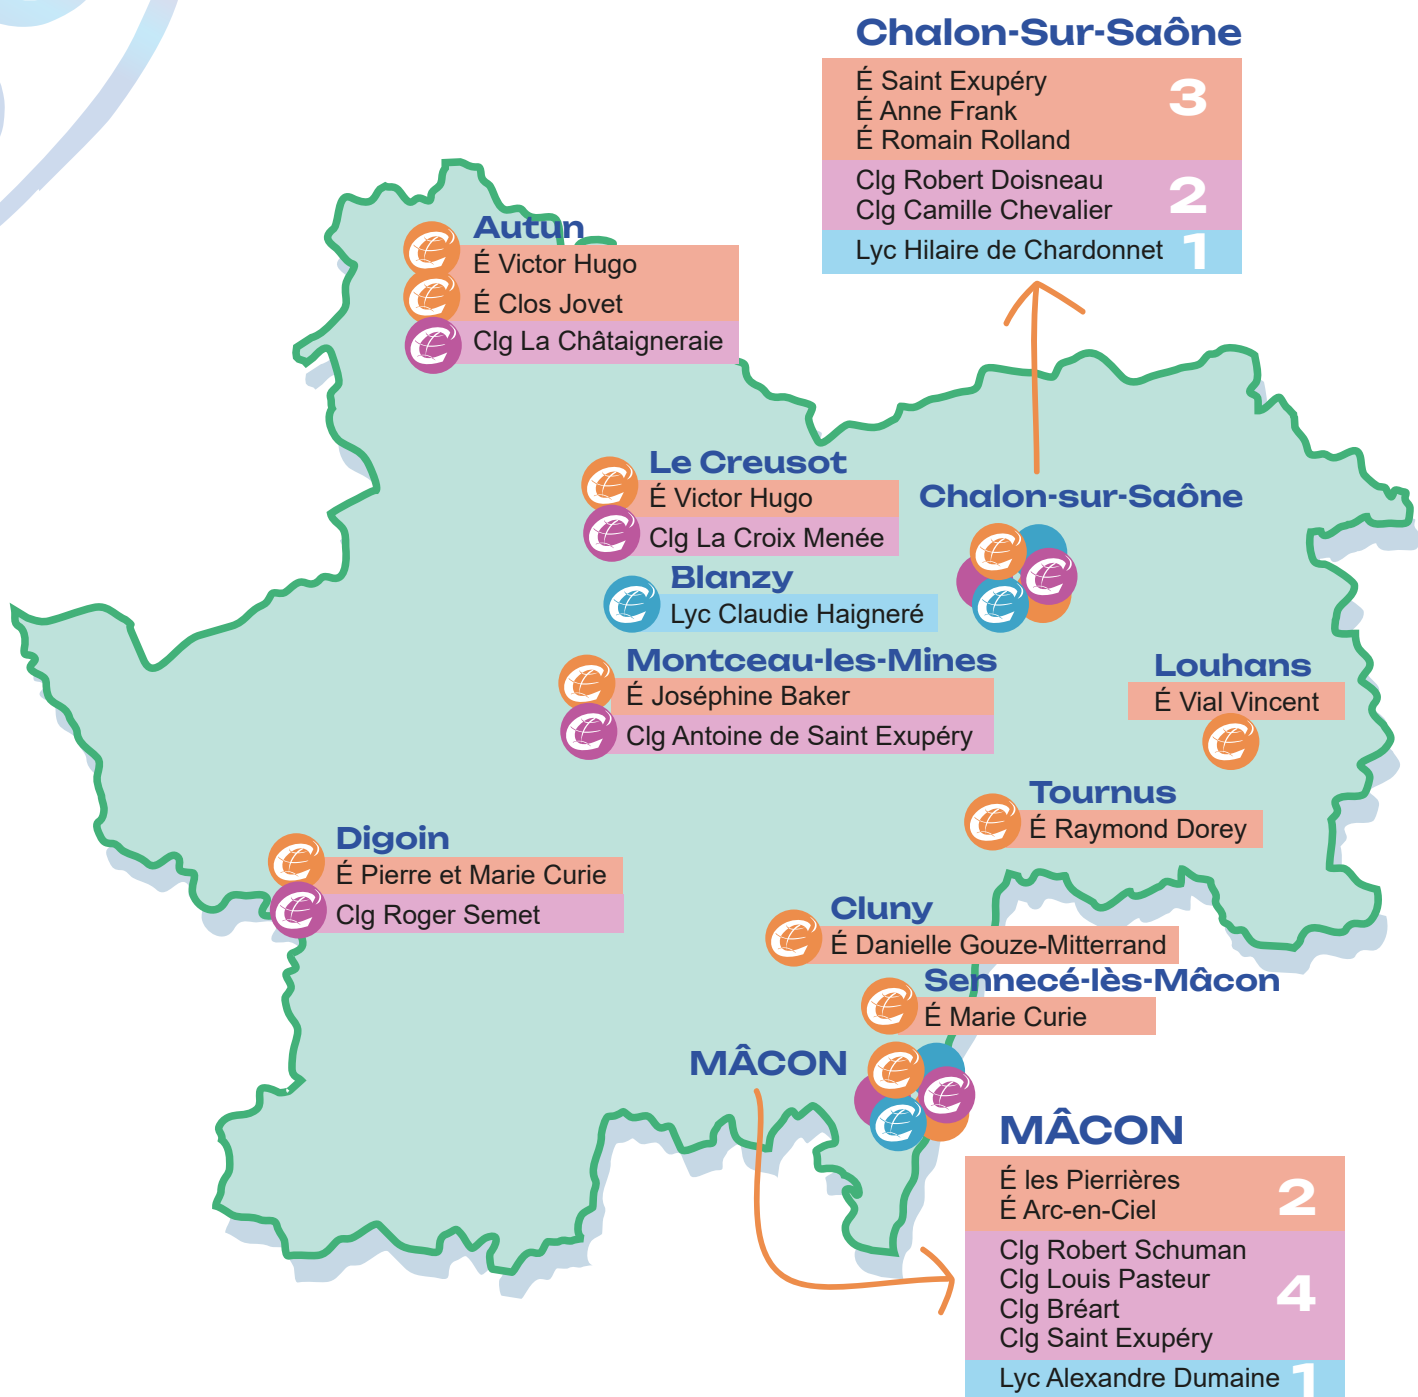 Chalon-Sur-Saône
É Saint Exupéry
É Anne Frank
É Romain Rolland
3
Clg Robert Doisneau
Clg Camille Chevalier
2
Lyc Hilaire de Chardonnet 1
Autun
É Victor Hugo
É Clos Jovet
Clg La Châtaigneraie
Le Creusot
É Victor Hugo
Clg La Croix Menée
Chalon-sur-Saône
Blanzy
Lyc Claudie Haigneré
Montceau-les-Mines
É Joséphine Baker
Clg Antoine de Saint Exupéry
Louhans
É Vial Vincent
Tournus
É Raymond Dorey
Digoin
É Pierre et Marie Curie
Clg Roger Semet
Cluny
É Danielle Gouze-Mitterrand
Sennecé-lès-Mâcon
É Marie Curie
MÂCON
MÂCON
É les Pierrières
É Arc-en-Ciel
2
Clg Robert Schuman
Clg Louis Pasteur
Clg Bréart
Clg Saint Exupéry
4
Lyc Alexandre Dumaine 1